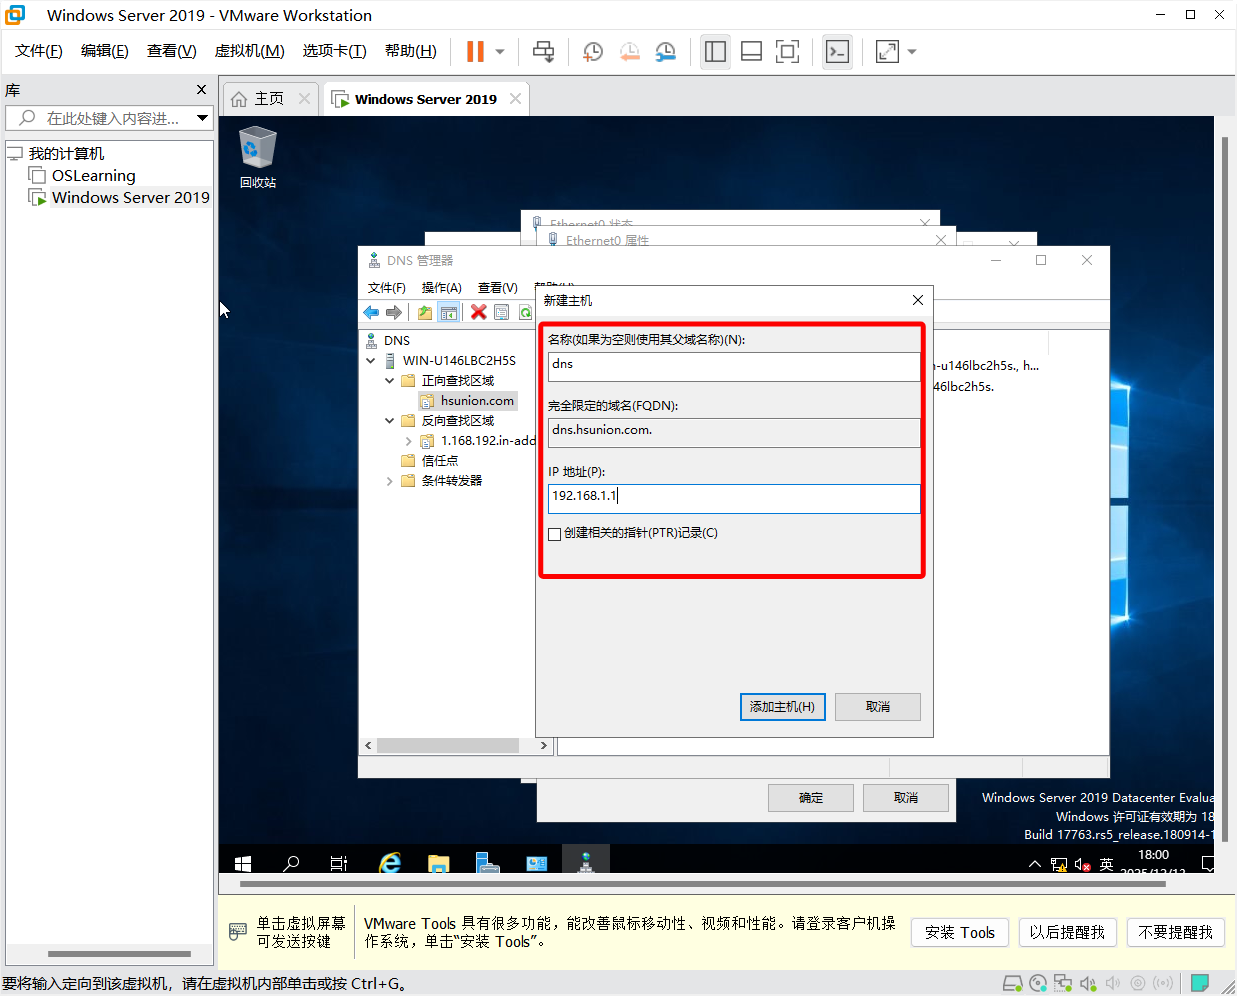 Windows Server 2019 - VMware Workstation
文件(F) 编辑(E) 查看(V) 虚拟机(M) 选项卡(T) 帮助(H)
库
在此处键入内容进...
我的计算机
OSLearning
Windows Server 2019
主页
Windows Server 2019
回收站
Ethernet0 状态
Ethernet0 属性
DNS 管理器
文件(F) 操作(A) 查看(V)
DNS
WIN-U146LBC2H5S
正向查找区域
hsunion.com
反向查找区域
1.168.192.in-add
信任点
条件转发器
-u146lbc2h5s., h...
46lbc2h5s.
新建主机
名称(如果为空则使用其父域名称)(N):
dns
完全限定的域名(FQDN):
dns.hsunion.com.
IP 地址(P):
192.168.1.1
创建相关的指针(PTR)记录(C)
添加主机(H) 取消
确定 取消
Windows Server 2019 Datacenter Evalua
Windows 许可证有效期为 18
Build 17763.rs5_release.180914-1
英
18:00
单击虚拟屏幕
可发送按键
VMware Tools 具有很多功能，能改善鼠标移动性、视频和性能。请登录客户机操
作系统，单击“安装 Tools”。
安装 Tools 以后提醒我 不要提醒我
要将输入定向到该虚拟机，请在虚拟机内部单击或按 Ctrl+G。